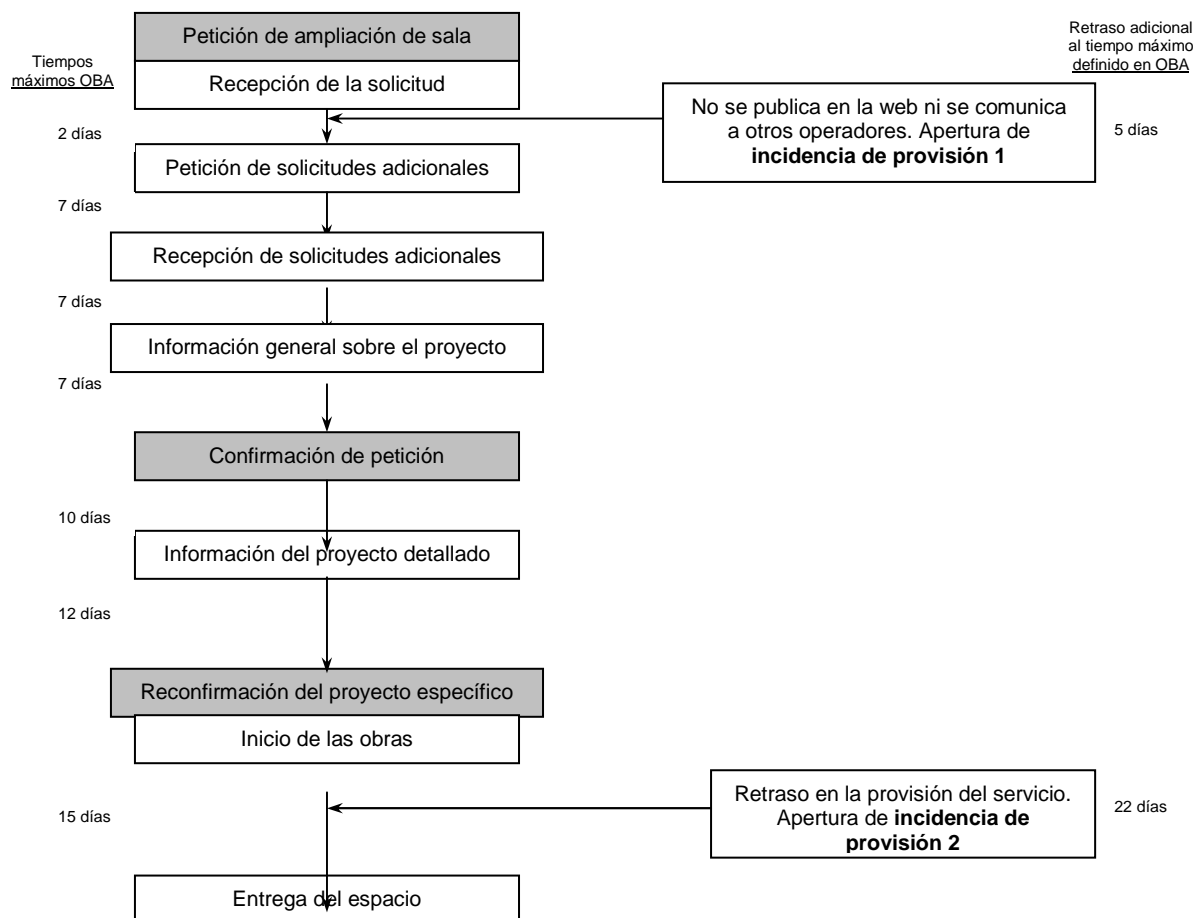 Petición de ampliación de sala
Retraso adicional
al tiempo máximo
definido en OBA
Tiempos
máximos OBA
Recepción de la solicitud
No se publica en la web ni se comunica
a otros operadores. Apertura de
incidencia de provisión 1
2 días
5 días
Petición de solicitudes adicionales
7 días
Recepción de solicitudes adicionales
7 días
Información general sobre el proyecto
7 días
Confirmación de petición
10 días
Información del proyecto detallado
12 días
Reconfirmación del proyecto específico
Inicio de las obras
Retraso en la provisión del servicio.
Apertura de incidencia de
provisión 2
15 días
22 días
Entrega del espacio